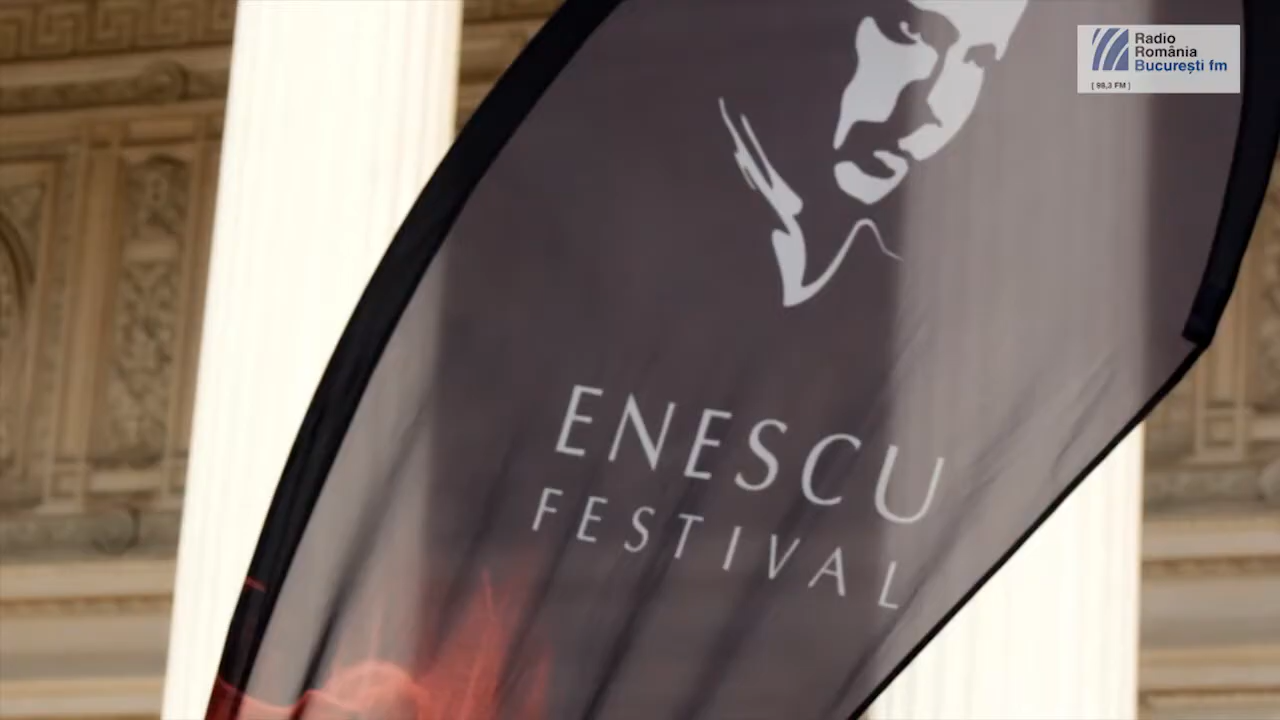 Radio
România
București fm
[ 98,3 FM ]
ENESCU
FESTIVAL